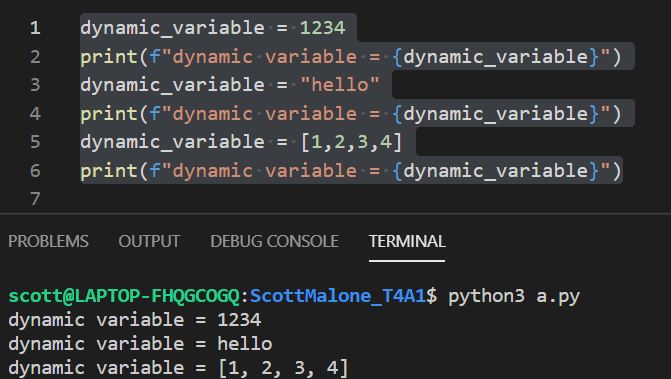 1 dynamic_variable = 1234
2 print(f"dynamic variable = {dynamic_variable}")
3 dynamic_variable = "hello"
4 print(f"dynamic variable = {dynamic_variable}")
5 dynamic_variable = [1,2,3,4]
6 print(f"dynamic variable = {dynamic_variable}")
7
PROBLEMS OUTPUT DEBUG CONSOLE TERMINAL
scott@LAPTOP-FHQGCOGQ:ScottMalone_T4A1$ python3 a.py
dynamic variable = 1234
dynamic variable = hello
dynamic variable = [1, 2, 3, 4]